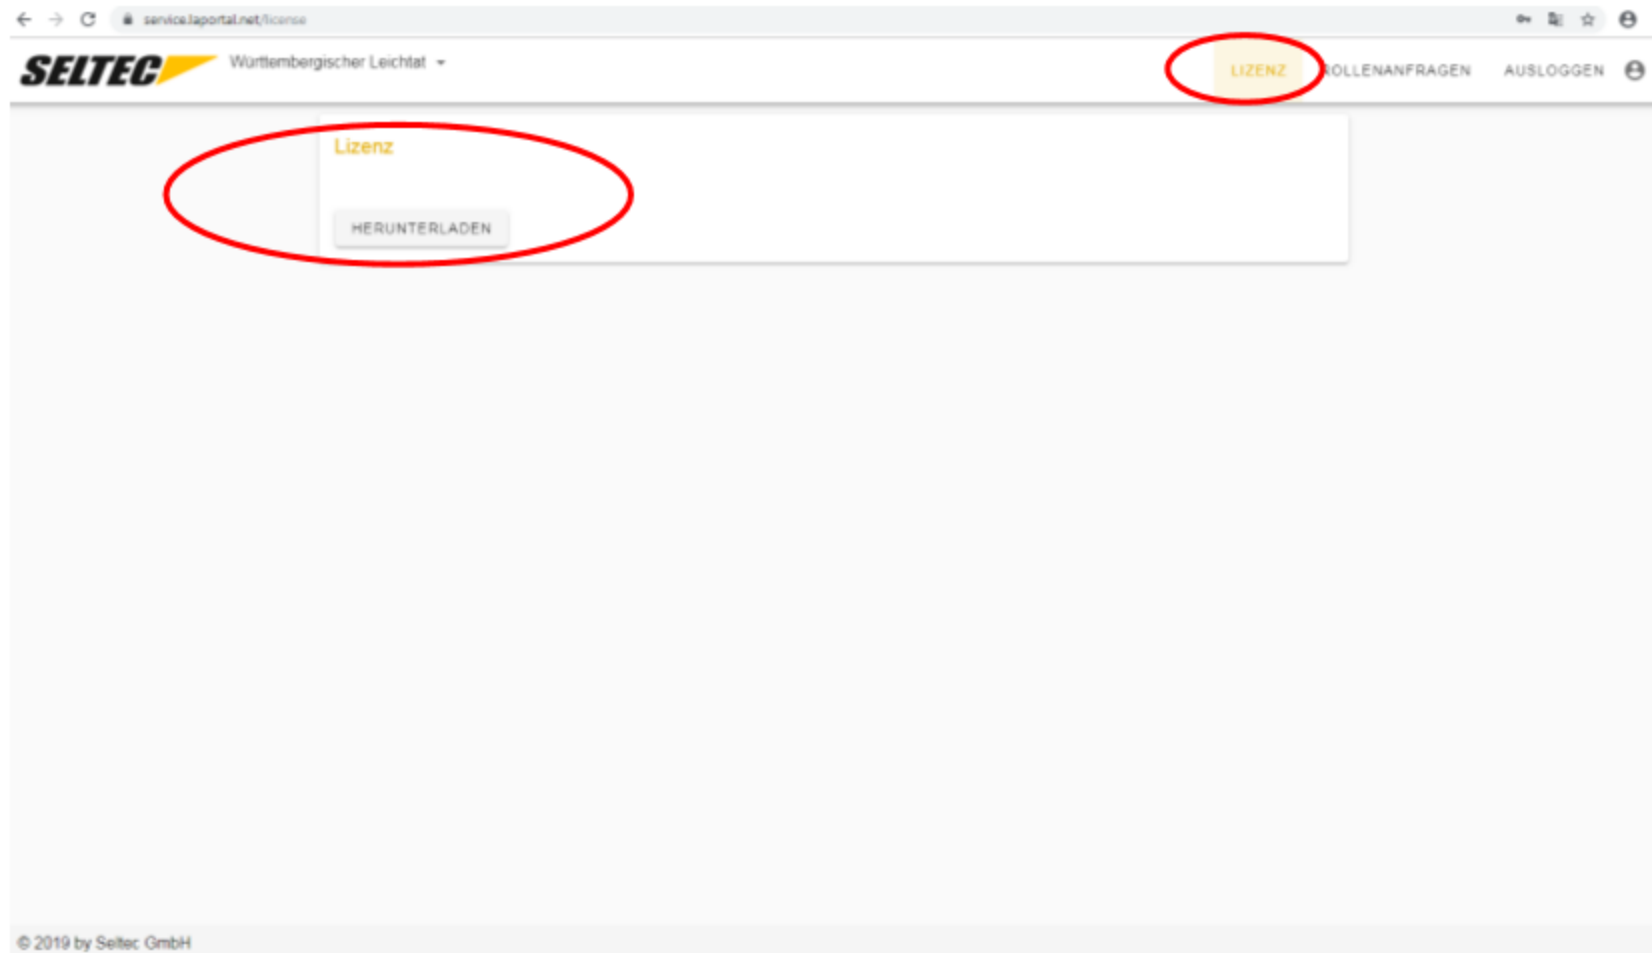 service.laportal.net/license
SELTEC
Württembergischer Leichtat
LIZENZ
ROLLENANFRAGEN
AUSLOGGEN
Lizenz
HERUNTERLADEN
© 2019 by Seltec GmbH